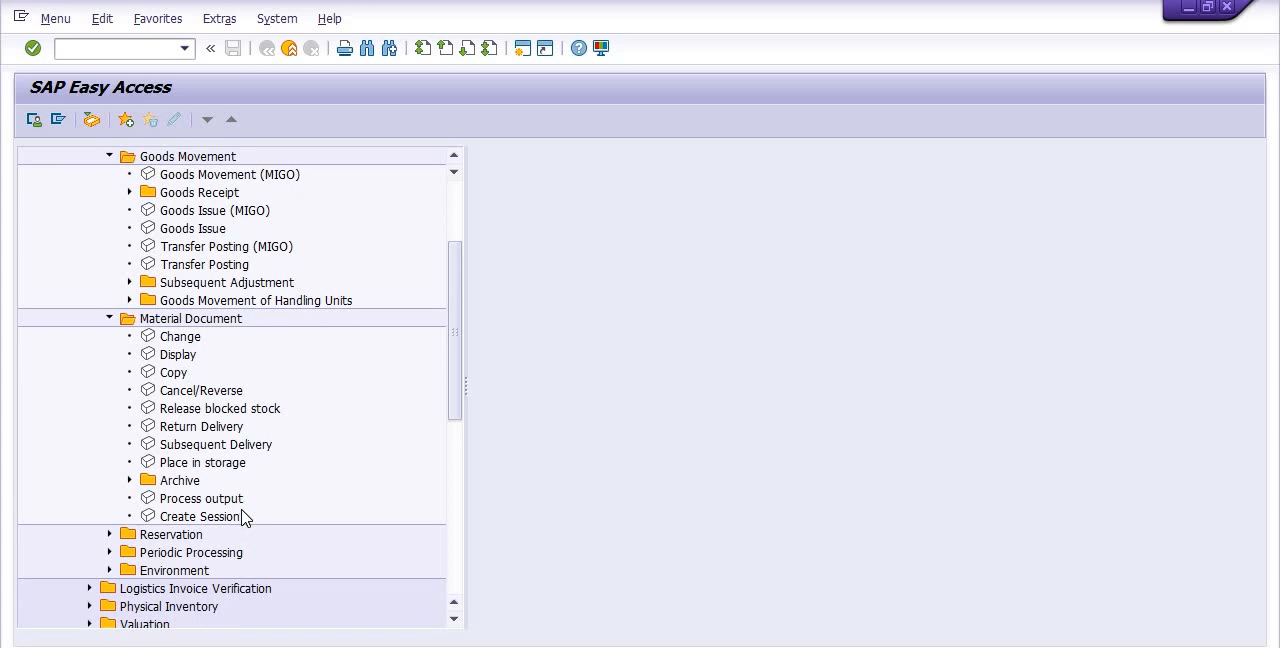 Menu Edit Favorites Extras System Help
SAP Easy Access
Goods Movement
Goods Movement (MIGO)
Goods Receipt
Goods Issue (MIGO)
Goods Issue
Transfer Posting (MIGO)
Transfer Posting
Subsequent Adjustment
Goods Movement of Handling Units
Material Document
Change
Display
Copy
Cancel/Reverse
Release blocked stock
Return Delivery
Subsequent Delivery
Place in storage
Archive
Process output
Create Session
Reservation
Periodic Processing
Environment
Logistics Invoice Verification
Physical Inventory
Valuation